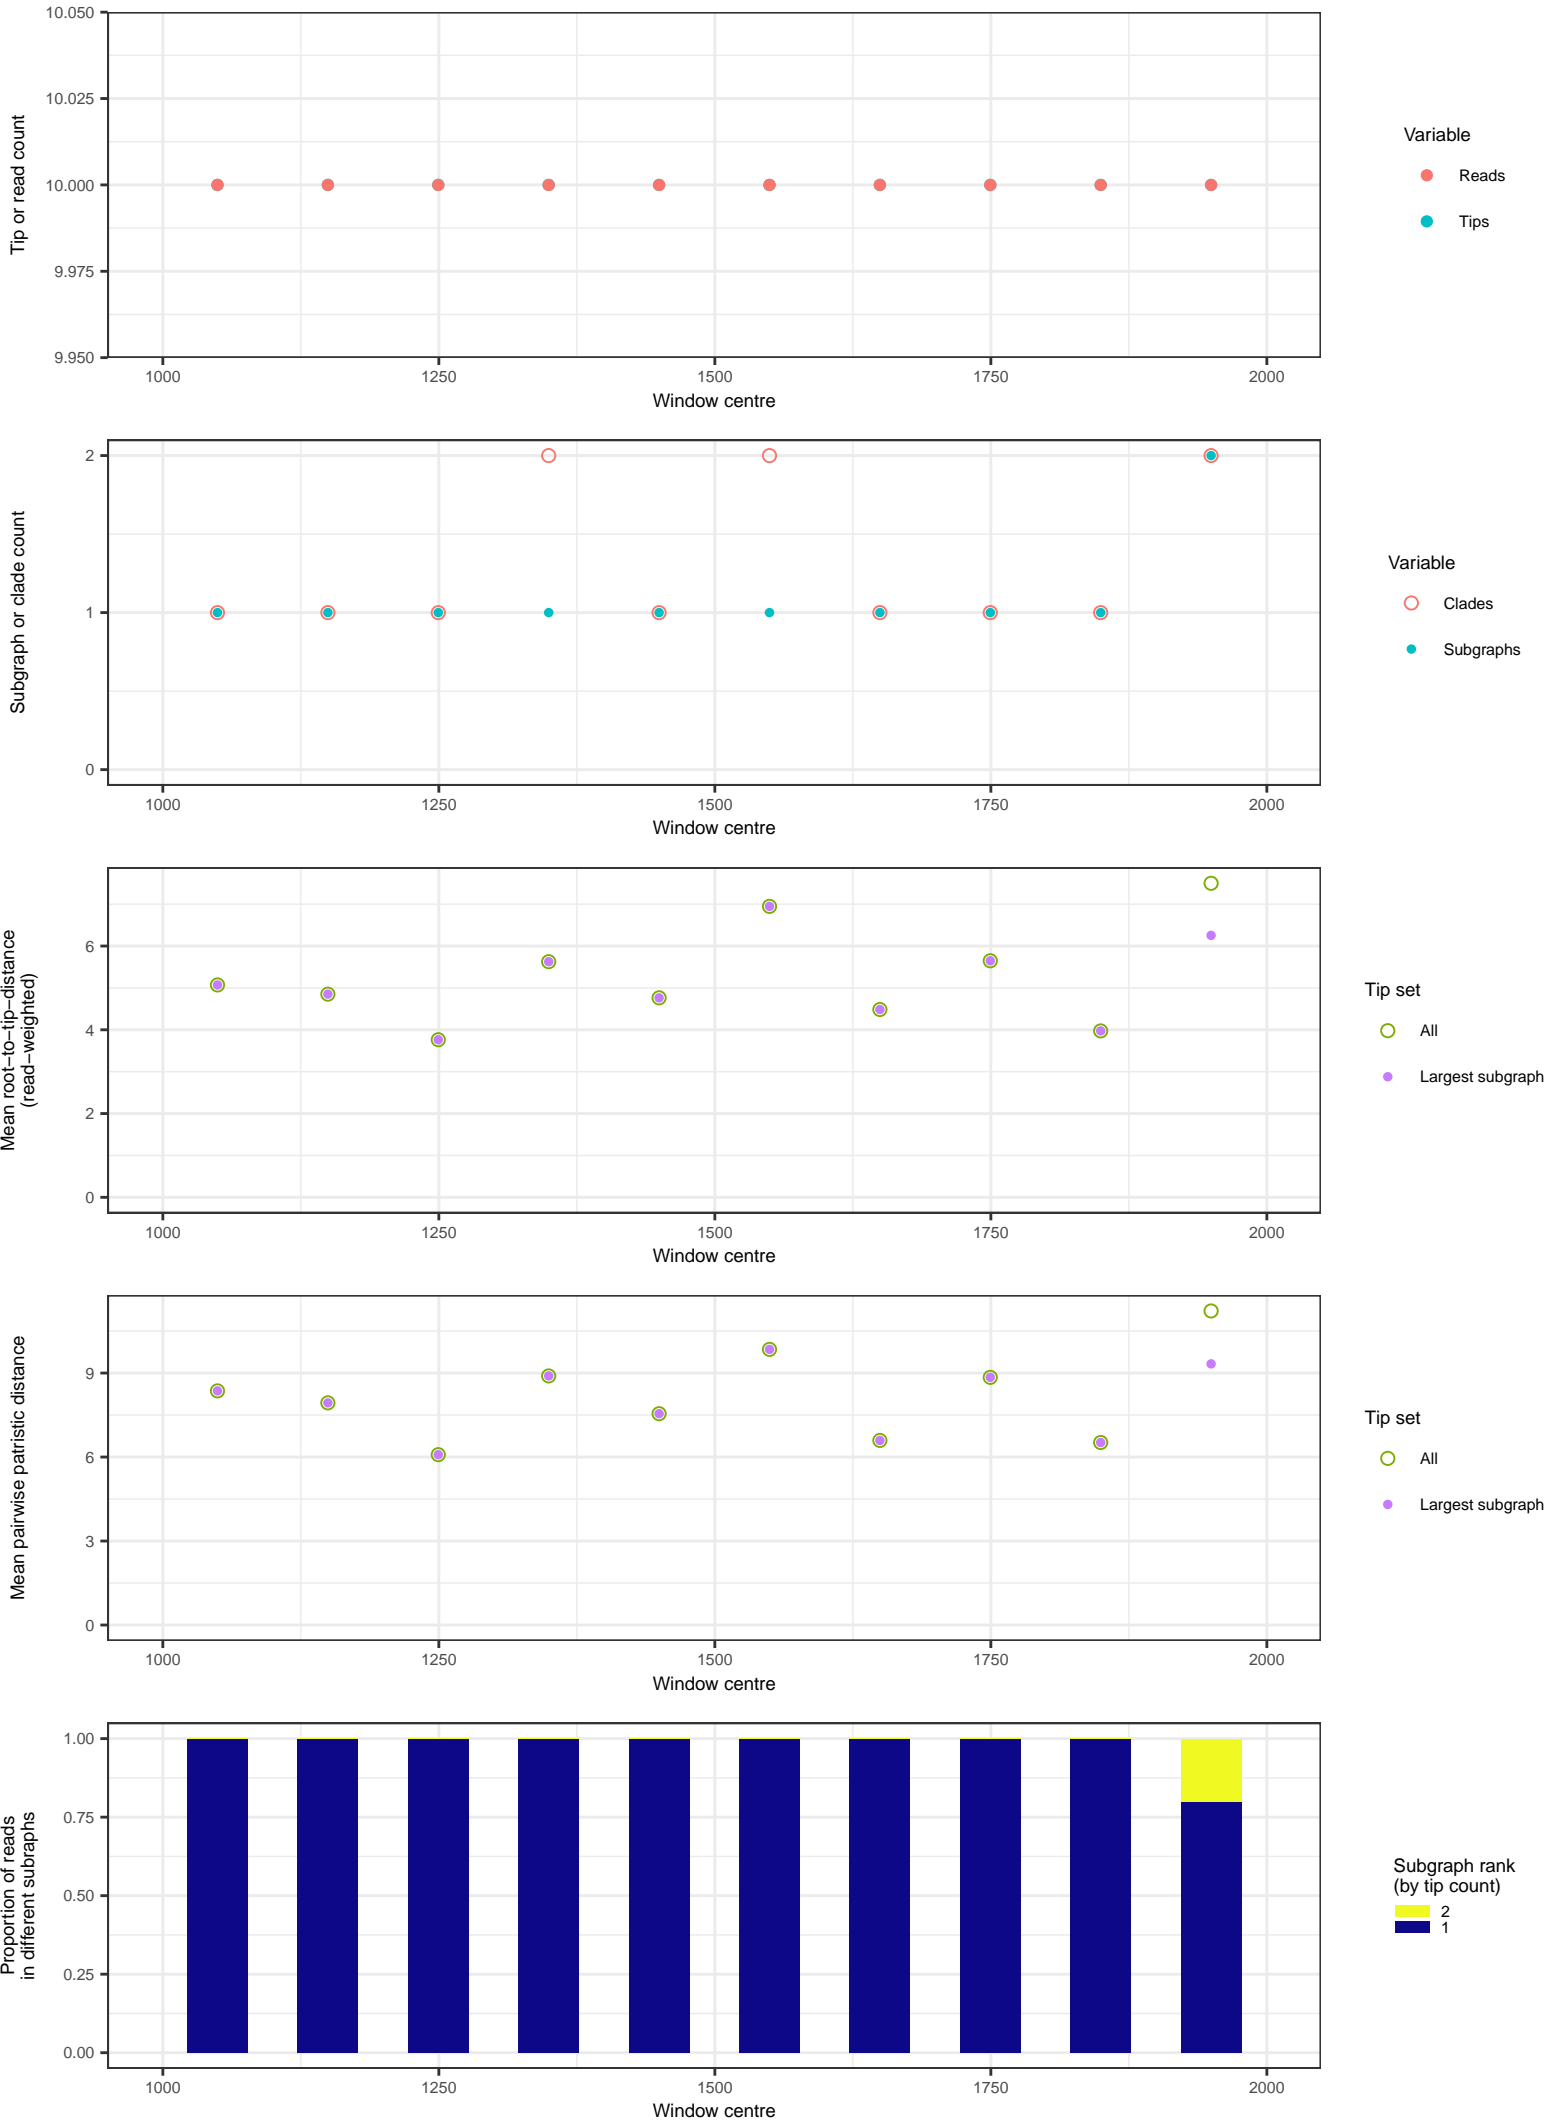 10.050
10.025
10.000
9.975
9.950
Tip or read count
1000 1250 1500 1750 2000
Window centre
Variable
Reads
Tips
2
1
0
Subgraph or clade count
1000 1250 1500 1750 2000
Window centre
Variable
Clades
Subgraphs
6
4
2
0
Mean root−to−tip−distance
(read−weighted)
1000 1250 1500 1750 2000
Window centre
Tip set
All
Largest subgraph
9
6
3
0
Mean pairwise patristic distance
1000 1250 1500 1750 2000
Window centre
Tip set
All
Largest subgraph
1.00
0.75
0.50
0.25
0.00
Proportion of reads
in different subraphs
1000 1250 1500 1750 2000
Window centre
Subgraph rank
(by tip count)
2
1